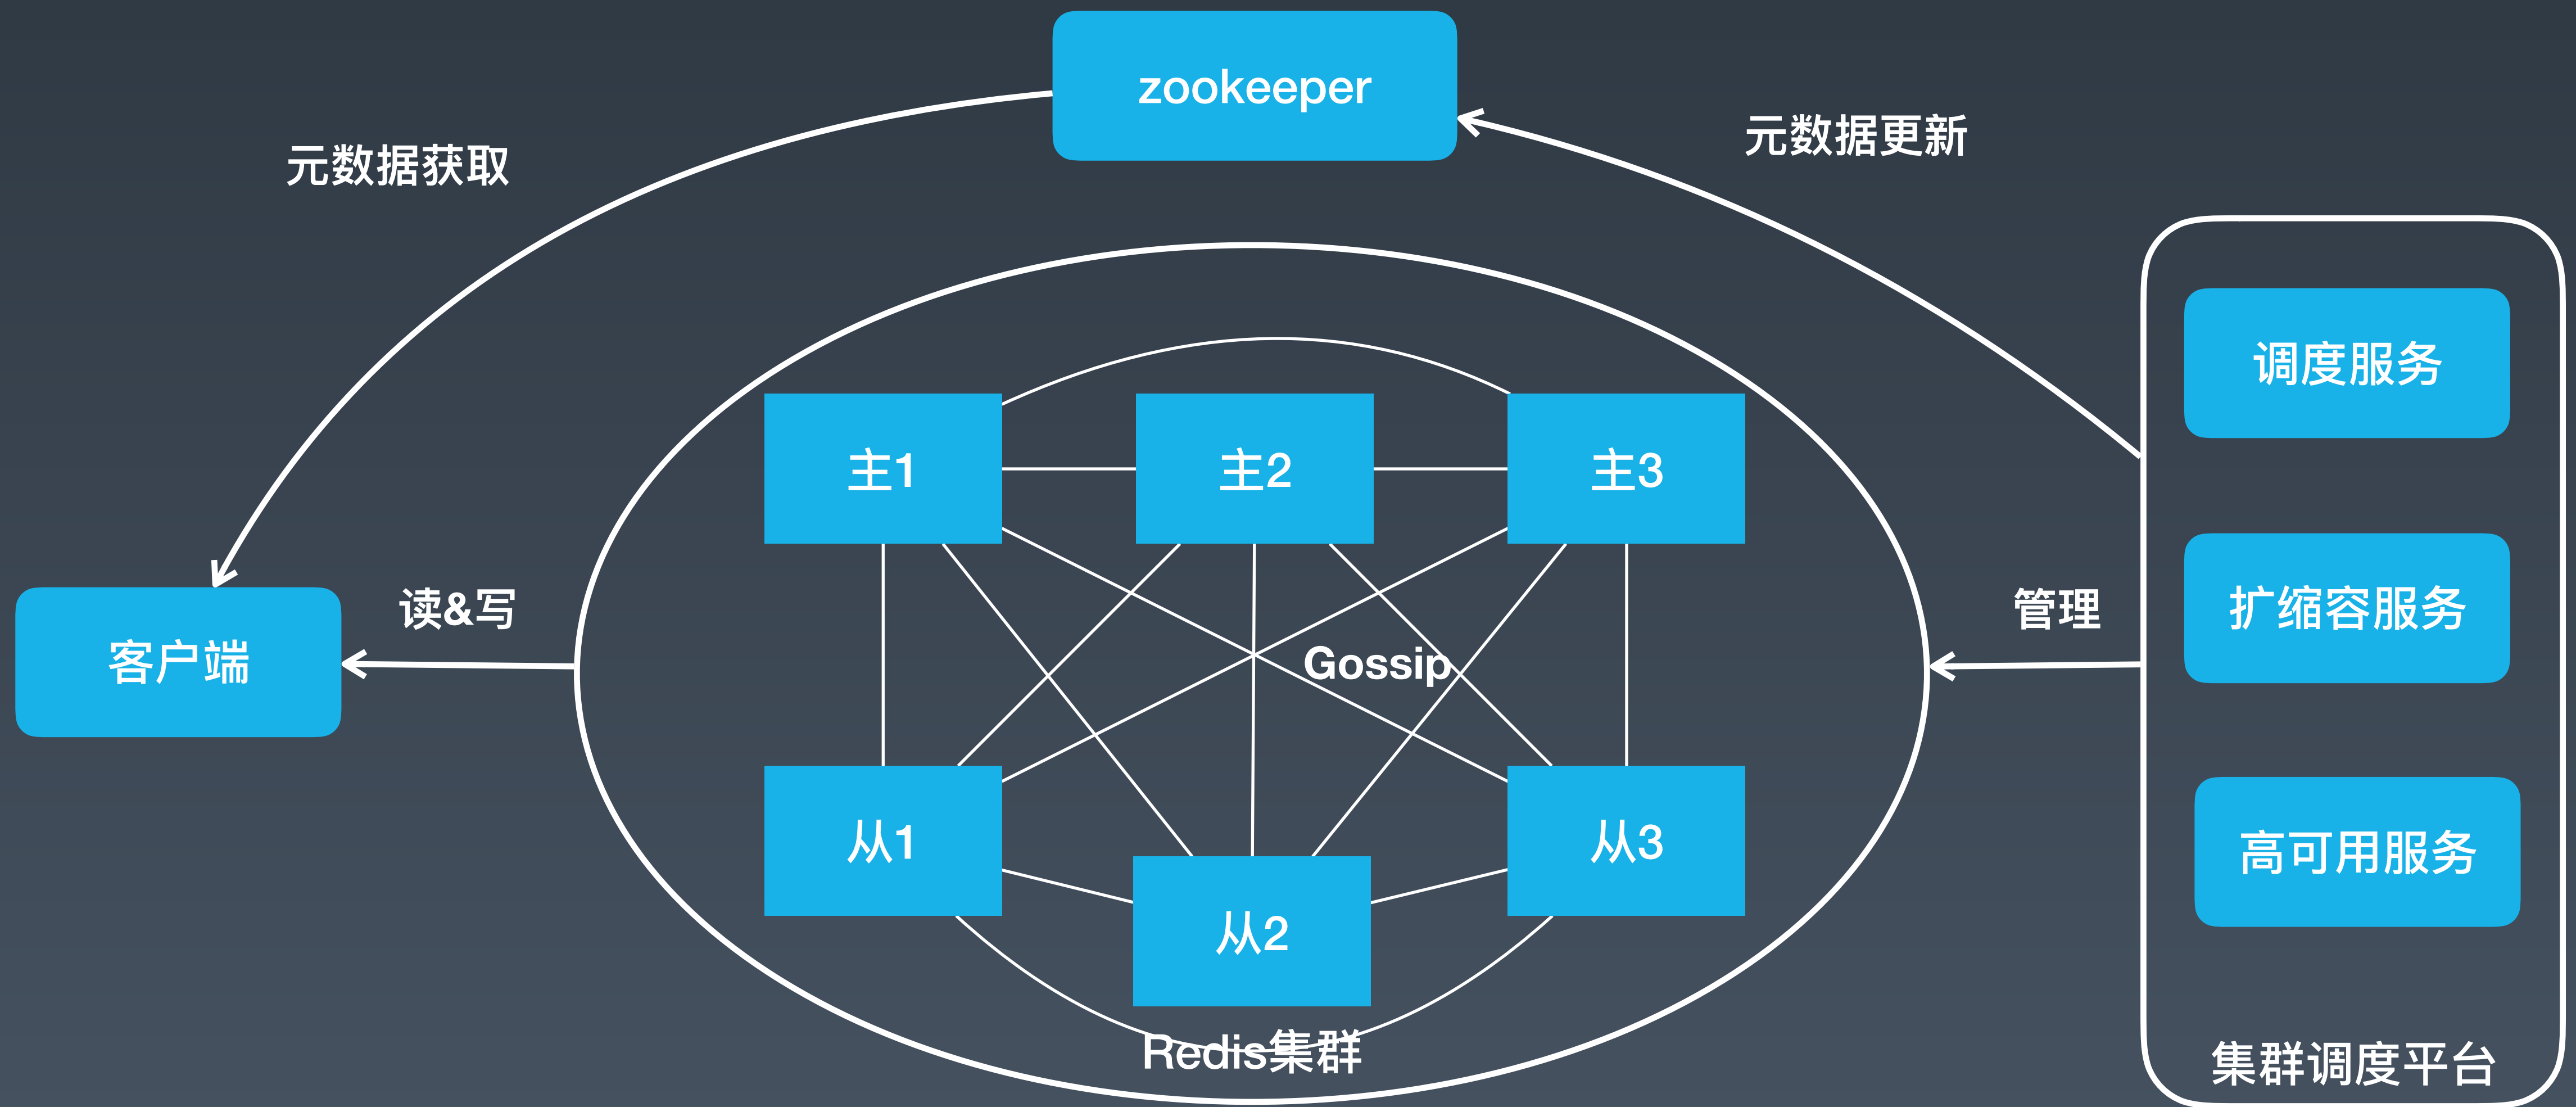 zookeeper
元数据获取
元数据更新
调度服务
主1
主2
主3
客户端
读&写
Gossip
管理
扩缩容服务
从1
从2
从3
高可用服务
Redis集群
集群调度平台